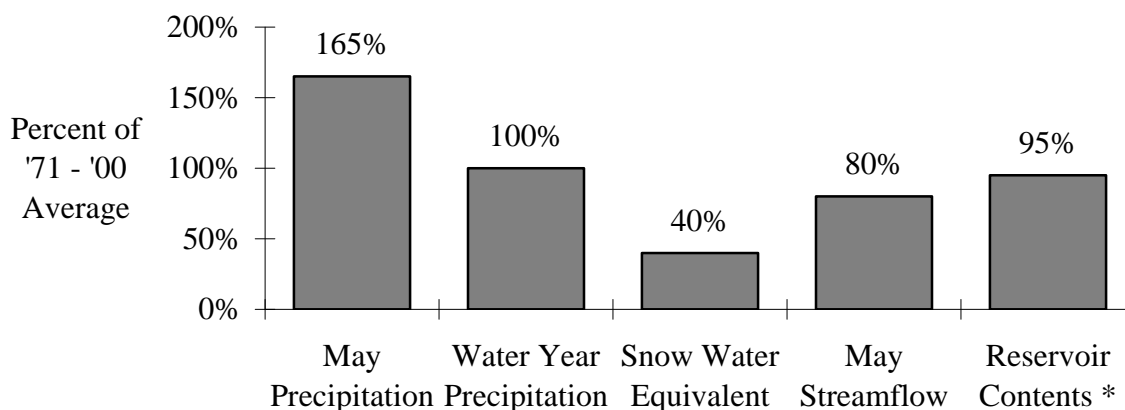 200%
165%
150%
Percent of
'71 - '00
Average
100%
100%
80%
95%
50%
40%
0%
May
Precipitation
Water Year
Precipitation
Snow Water
Equivalent
May
Streamflow
Reservoir
Contents *